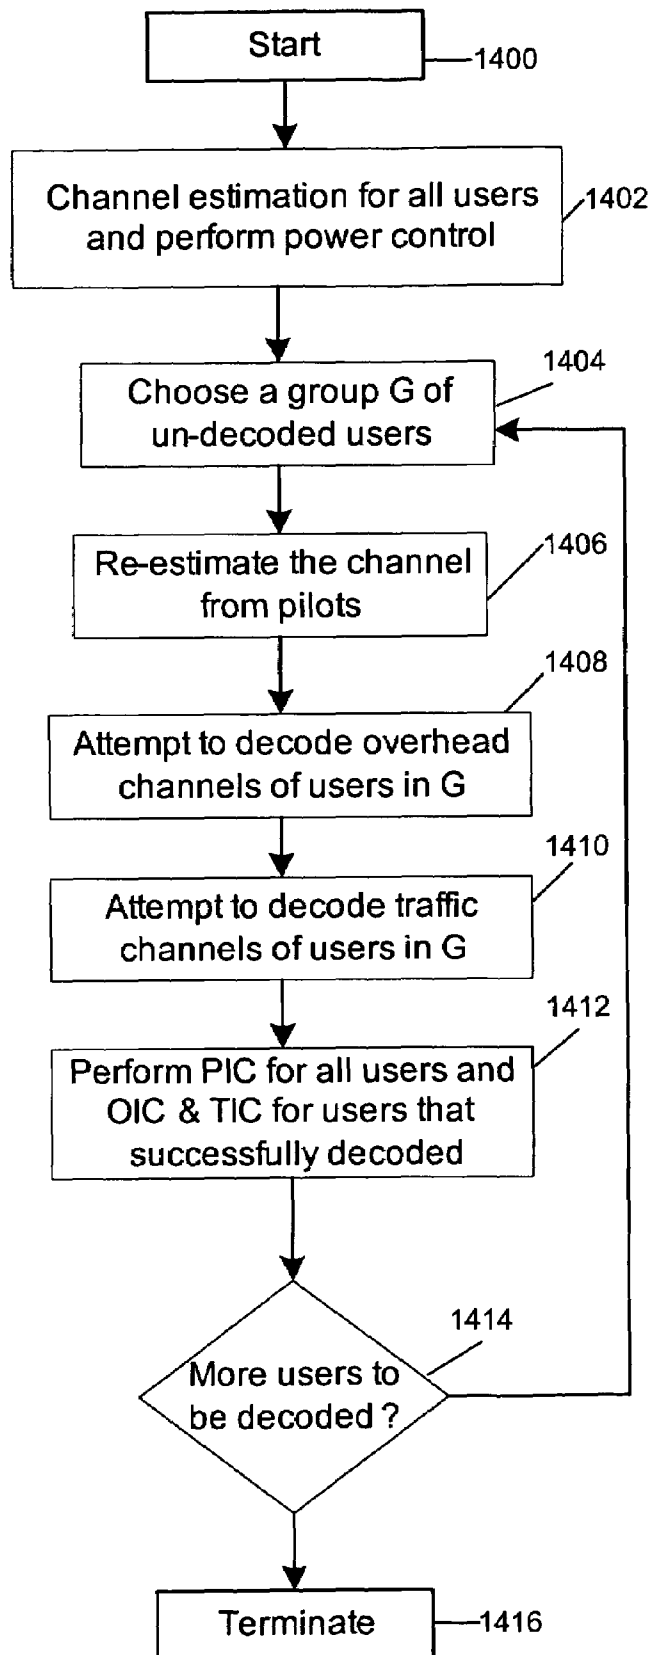 Start
1400
Channel estimation for all users
and perform power control
1402
1404
Choose a group G of
un-decoded users
1406
Re-estimate the channel
from pilots
1408
Attempt to decode overhead
channels of users in G
1410
Attempt to decode traffic
channels of users in G
1412
Perform PIC for all users and
OIC & TIC for users that
successfully decoded
1414
More users to
be decoded ?
Terminate
1416